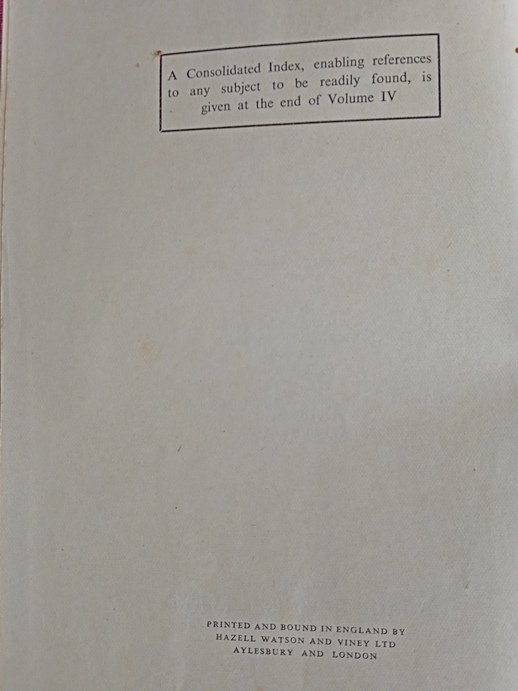 A Consolidated Index, enabling references
to any subject to be readily found, is
given at the end of Volume IV
PRINTED AND BOUND IN ENGLAND BY
HAZELL WATSON AND VINEY LTD
AYLESBURY AND LONDON